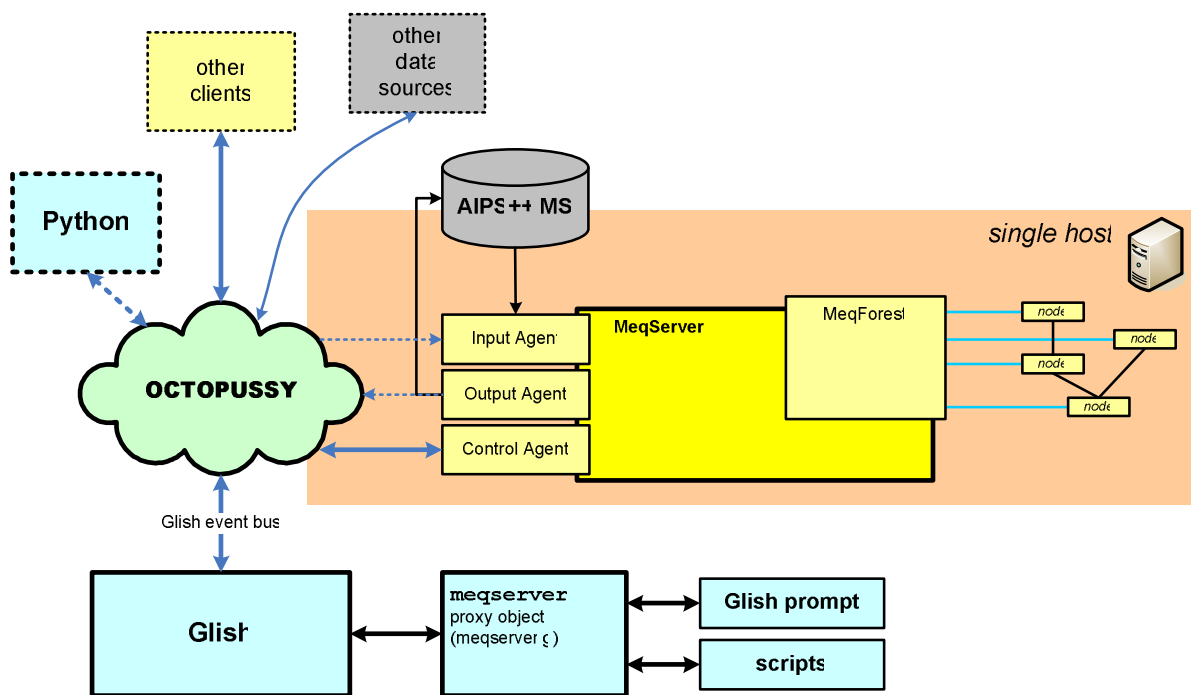 other
clients
other
data
sources
Python
AIPS++ MS
single host
MeqServer
MeqForest
Input Agent
Output Agent
Control Agent
node
node
node
node
OCTOPUSSY
Glish event bus
Glish
meqserver
proxy object
(meqserver.g)
Glish prompt
scripts